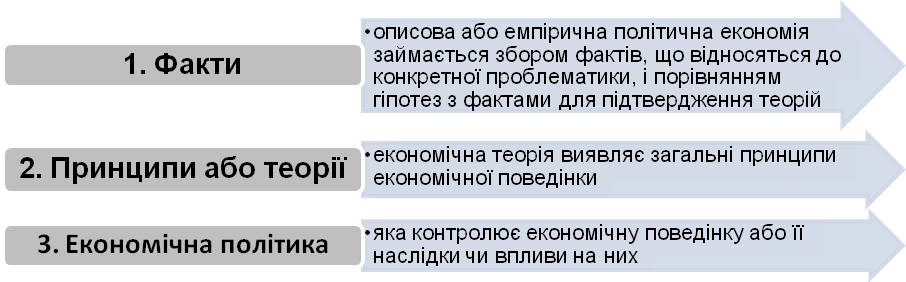 1. Факти
•описова або емпірична політична економія
займається збором фактів, що відносяться до
конкретної проблематики, і порівнянням
гіпотез з фактами для підтвердження теорій
2. Принципи або теорії
•економічна теорія виявляє загальні принципи
економічної поведінки
3. Економічна політика
•яка контролює економічну поведінку або її
наслідки чи впливи на них